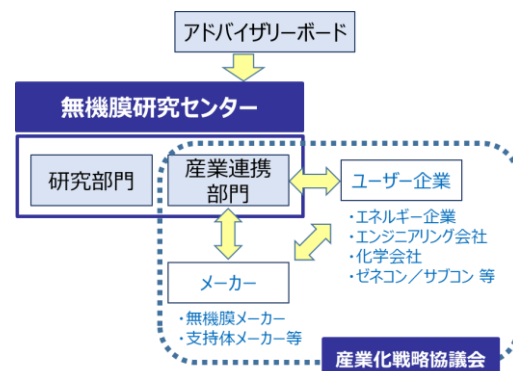 アドバイザリーボード
無機膜研究センター
研究部門
産業連携
部門
ユーザー企業
・エネルギー企業
・エンジニアリング会社
・化学会社
・ゼネコン／サブコン 等
メーカー
・無機膜メーカー
・支持体メーカー等
産業化戦略協議会